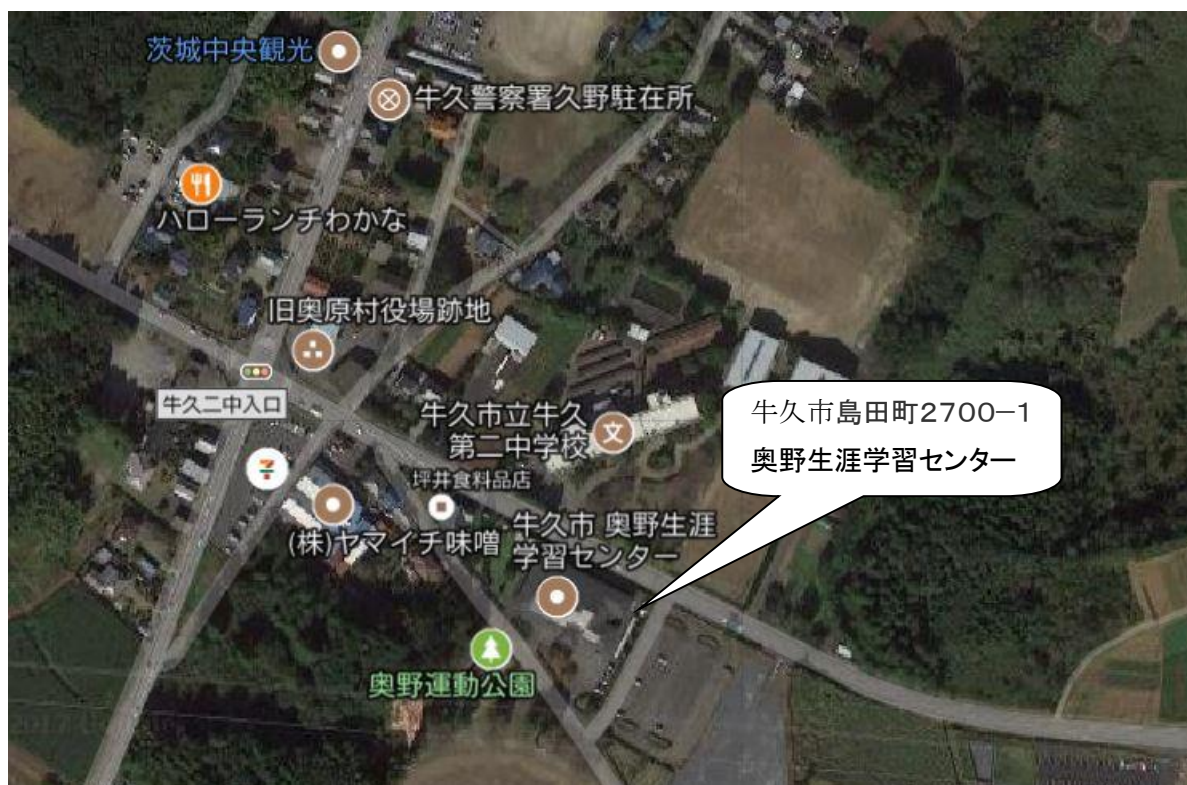 茨城中央観光
牛久警察署久野駐在所
ハローランチわかな
旧奥原村役場跡地
牛久二中入口
牛久市立牛久
第二中学校
文
坪井食料品店
(株)ヤマイチ味噌
牛久市 奥野生涯
学習センター
奥野運動公園
牛久市島田町2700−1
奥野生涯学習センター